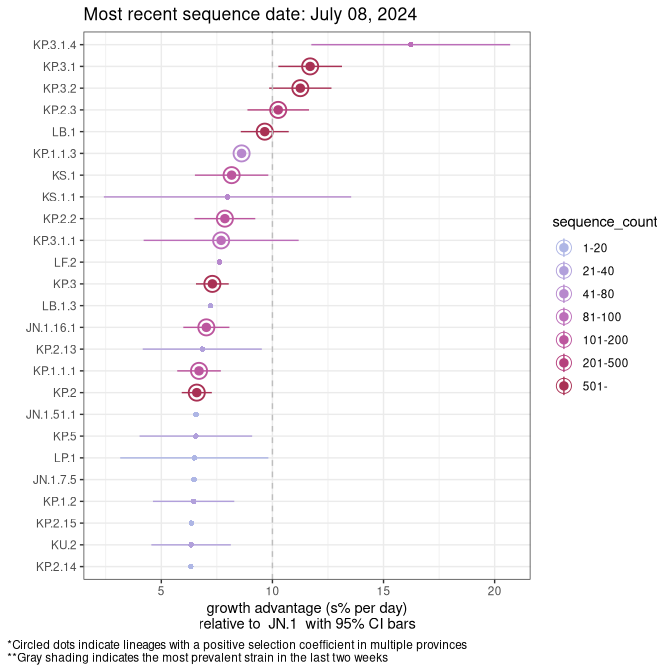 Most recent sequence date: July 08, 2024
KP.3.1.4
KP.3.1
KP.3.2
KP.2.3
LB.1
KP.1.1.3
KS.1
KS.1.1
KP.2.2
KP.3.1.1
LF.2
KP.3
LB.1.3
JN.1.16.1
KP.2.13
KP.1.1.1
KP.2
JN.1.51.1
KP.5
LP.1
JN.1.7.5
KP.1.2
KP.2.15
KU.2
KP.2.14
5 10 15 20
growth advantage (s% per day)
relative to JN.1 with 95% CI bars
sequence_count
1-20
21-40
41-80
81-100
101-200
201-500
501-
*Circled dots indicate lineages with a positive selection coefficient in multiple provinces
**Gray shading indicates the most prevalent strain in the last two weeks